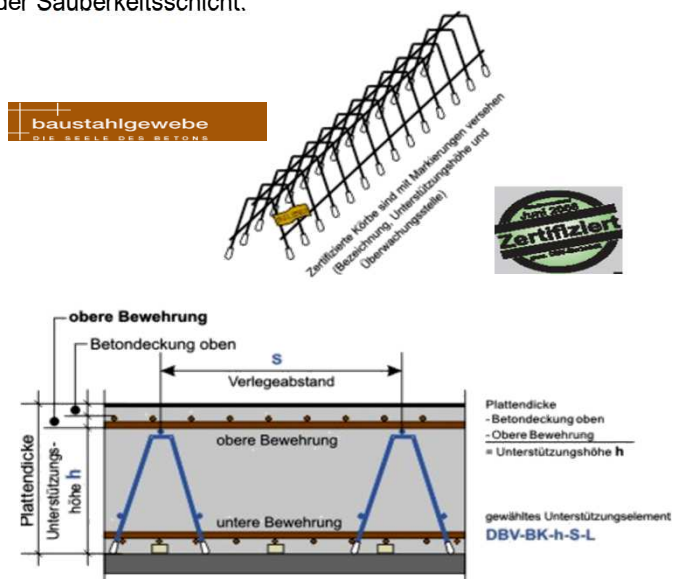 der Sauberkeitsschicht.
baustahlgewebe
DIE SEELE DES BETONS
Zertifizierte Körbe sind mit Markierungen versehen
(Bezeichnung, Unterstützungshöhe und
Überwachungsstelle)
Juni 2009
Zertifiziert
obere Bewehrung
Betondeckung oben
S
Verlegeabstand
Plattendicke
Unterstützungs-
höhe h
obere Bewehrung
untere Bewehrung
Plattendicke
- Betondeckung oben
- Obere Bewehrung
= Unterstützungshöhe h
gewähltes Unterstützungselement
DBV-BK-h-S-L